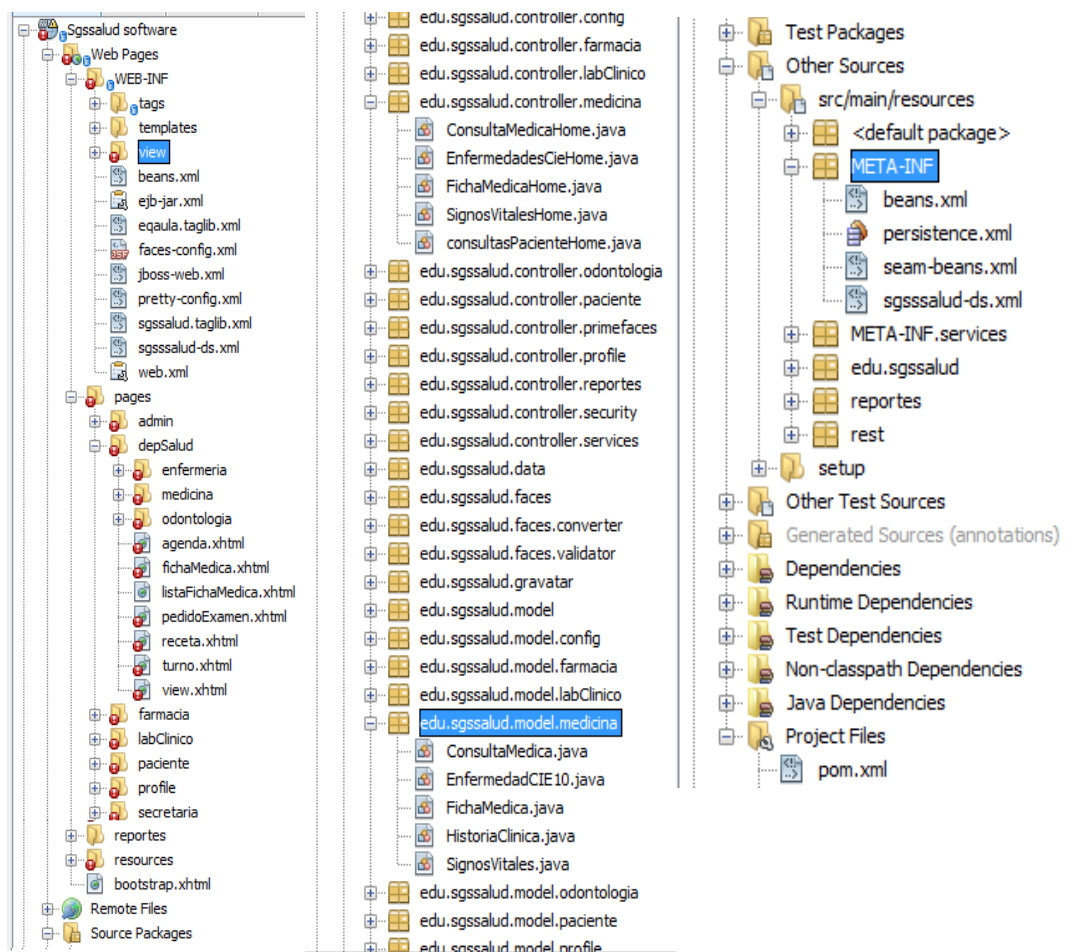 Sgssalud software
Web Pages
WEB-INF
tags
templates
view
beans.xml
ejb-jar.xml
eqaula.taglib.xml
faces-config.xml
jboss-web.xml
pretty-config.xml
sgssalud.taglib.xml
sgsssalud-ds.xml
web.xml
pages
admin
depSalud
enfermeria
medicina
odontologia
agenda.xhtml
fichaMedica.xhtml
listaFichaMedica.xhtml
pedidoExamen.xhtml
receta.xhtml
turno.xhtml
view.xhtml
farmacia
labClinico
paciente
profile
secretaria
reportes
resources
bootstrap.xhtml
Remote Files
Source Packages
edu.sgssalud.controller.config
edu.sgssalud.controller.farmacia
edu.sgssalud.controller.labClinico
edu.sgssalud.controller.medicina
ConsultaMedicaHome.java
EnfermedadesCieHome.java
FichaMedicaHome.java
SignosVitalesHome.java
consultasPacienteHome.java
edu.sgssalud.controller.odontologia
edu.sgssalud.controller.paciente
edu.sgssalud.controller.primefaces
edu.sgssalud.controller.profile
edu.sgssalud.controller.reportes
edu.sgssalud.controller.security
edu.sgssalud.controller.services
edu.sgssalud.data
edu.sgssalud.faces
edu.sgssalud.faces.converter
edu.sgssalud.faces.validator
edu.sgssalud.gravatar
edu.sgssalud.model
edu.sgssalud.model.config
edu.sgssalud.model.farmacia
edu.sgssalud.model.labClinico
edu.sgssalud.model.medicina
ConsultaMedica.java
EnfermedadCIE10.java
FichaMedica.java
HistoriaClinica.java
SignosVitales.java
edu.sgssalud.model.odontologia
edu.sgssalud.model.paciente
edu.sgssalud.model.profile
Test Packages
Other Sources
src/main/resources
<default package>
META-INF
beans.xml
persistence.xml
seam-beans.xml
sgsssalud-ds.xml
META-INF.services
edu.sgssalud
reportes
rest
setup
Other Test Sources
Generated Sources (annotations)
Dependencies
Runtime Dependencies
Test Dependencies
Non-classpath Dependencies
Java Dependencies
Project Files
pom.xml